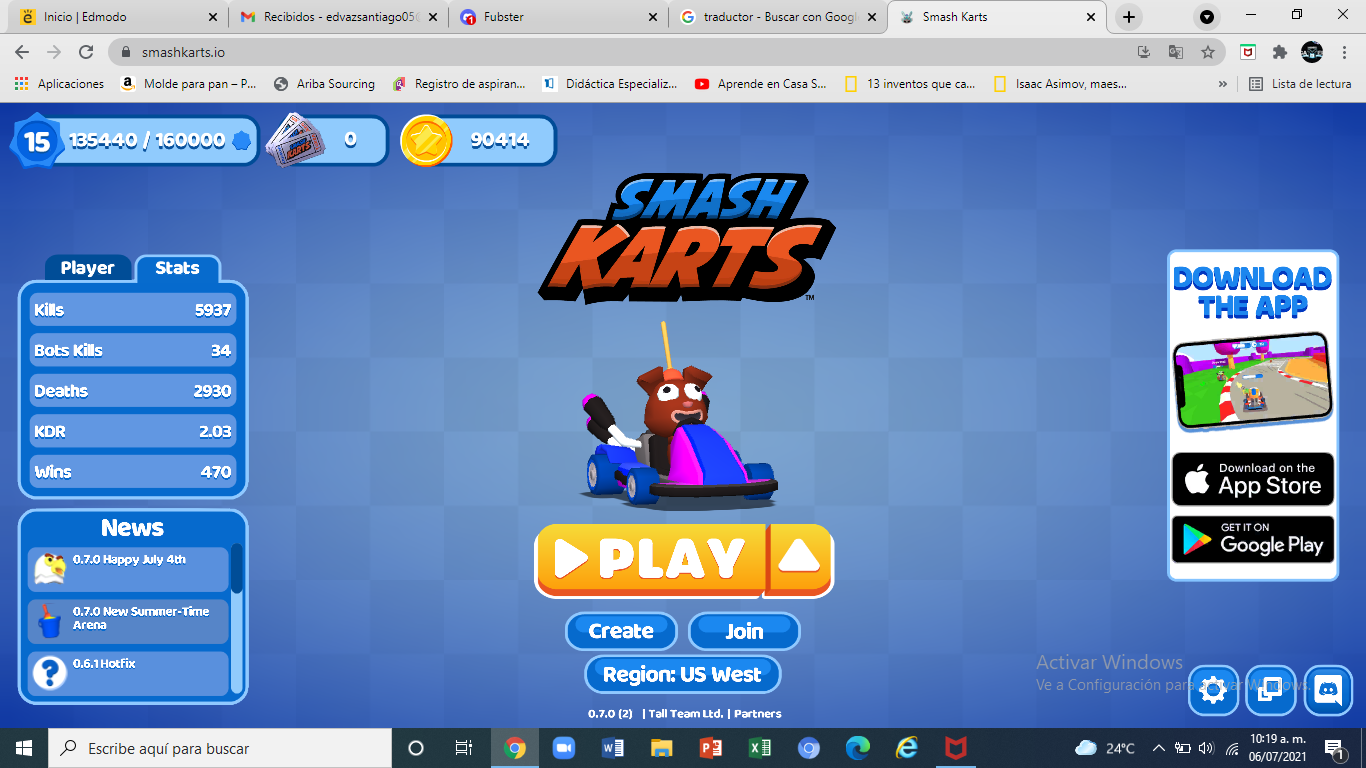 Inicio | Edmodo
Recibidos - edvazsantiago05
Fubster
traductor - Buscar con Google
Smash Karts
smashkarts.io
Aplicaciones
Molde para pan – P...
Ariba Sourcing
Registro de aspiran...
Didáctica Especializ...
Aprende en Casa S...
13 inventos que ca...
Isaac Asimov, maes...
»
Lista de lectura
15
135440 / 160000
KARTS
0
90414
SMASH
KARTS
TM
Player
Stats
Kills 5937
Bots Kills 34
Deaths 2930
KDR 2.03
Wins 470
News
0.7.0 Happy July 4th
0.7.0 New Summer-Time
Arena
0.6.1 Hotfix
PLAY
Create
Join
Region: US West
0.7.0 (2) | Tall Team Ltd. | Partners
DOWNLOAD
THE APP
Download on the
App Store
GET IT ON
Google Play
Activar Windows
Ve a Configuración para activar Windows.
Escribe aquí para buscar
24°C
10:19 a. m.
06/07/2021
1